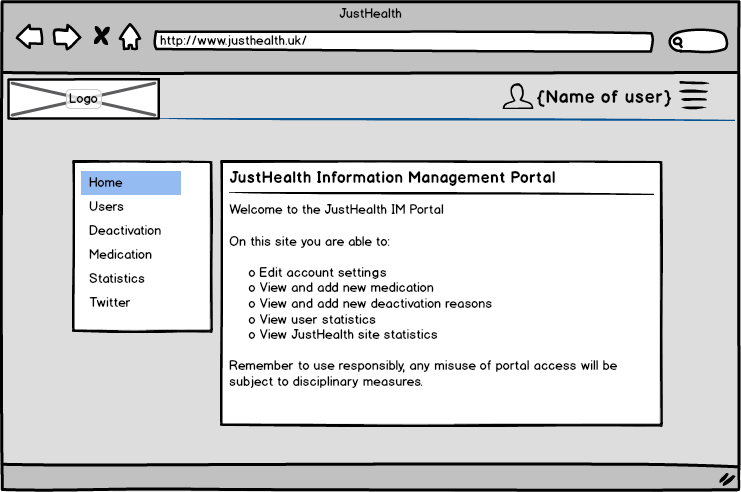 JustHealth
http://www.justhealth.uk/
Logo
{Name of user}
Home
Users
Deactivation
Medication
Statistics
Twitter
JustHealth Information Management Portal
Welcome to the JustHealth IM Portal
On this site you are able to:
o Edit account settings
o View and add new medication
o View and add new deactivation reasons
o View user statistics
o View JustHealth site statistics
Remember to use responsibly, any misuse of portal access will be
subject to disciplinary measures.